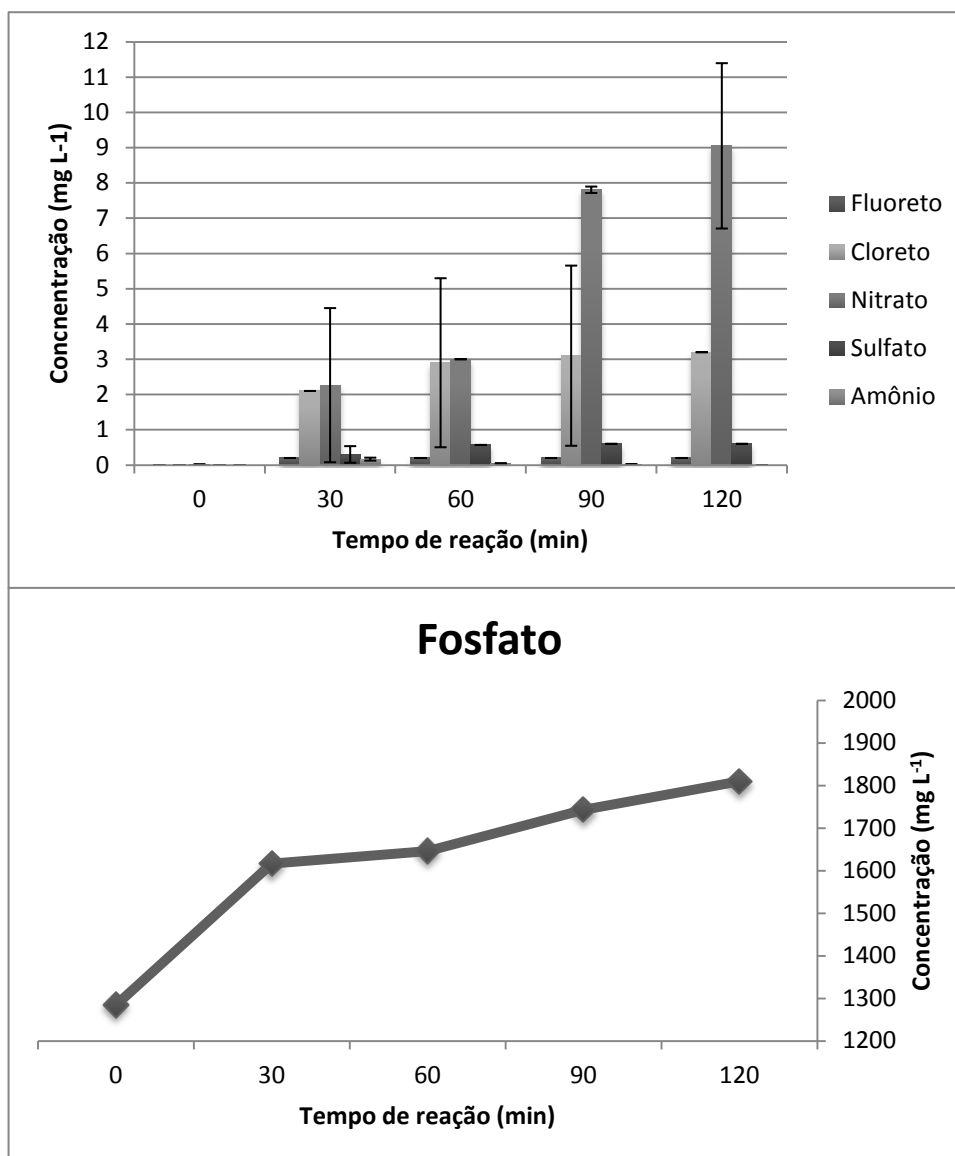 12
11
10
9
8
7
6
5
4
3
2
1
0
Concnentração (mg L-1)
0 30 60 90 120
Tempo de reação (min)
Fluoreto
Cloreto
Nitrato
Sulfato
Amônio
Fosfato
2000
1900
1800
1700
1600
1500
1400
1300
1200
Concentração (mg L-1)
0 30 60 90 120
Tempo de reação (min)